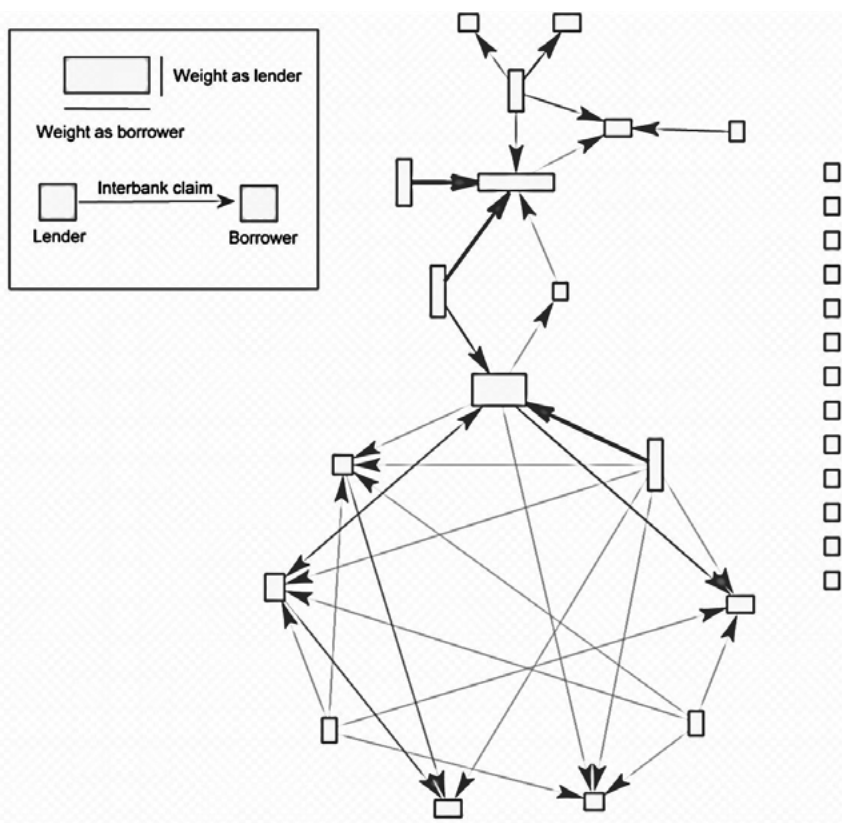 Weight as lender
Weight as borrower
Interbank claim
Lender
Borrower